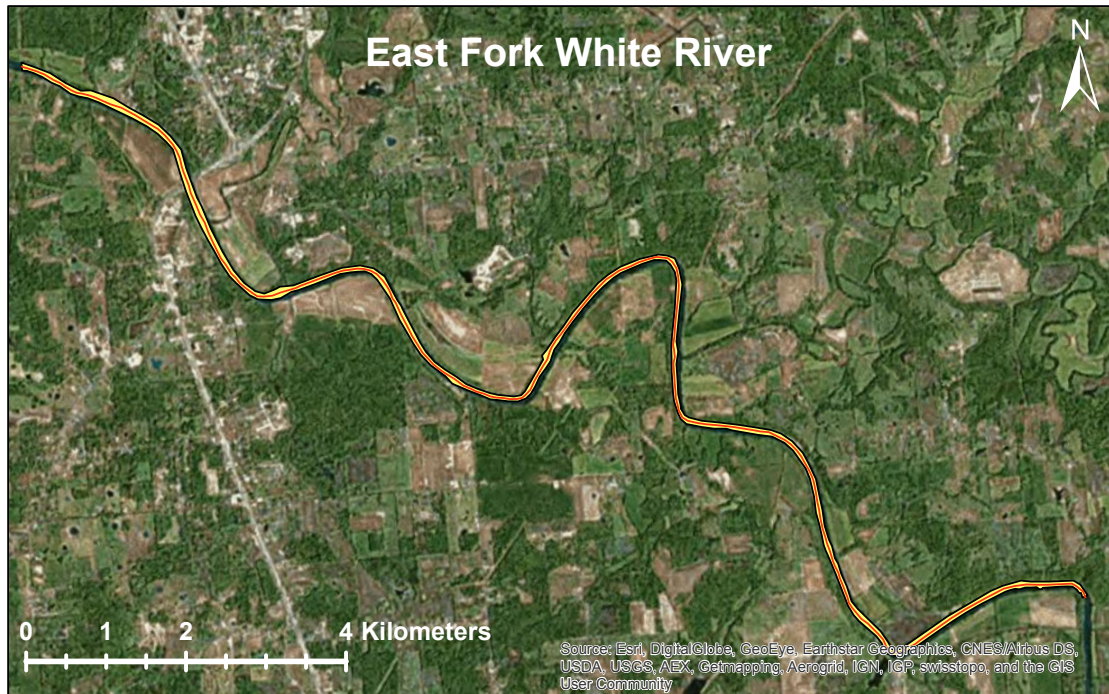 East Fork White River
N
0 1 2 4 Kilometers
Source: Esri, DigitalGlobe, GeoEye, Earthstar Geographics, CNES/Airbus DS,
USDA, USGS, AEX, Getmapping, Aerogrid, IGN, IGP, swisstopo, and the GIS
User Community